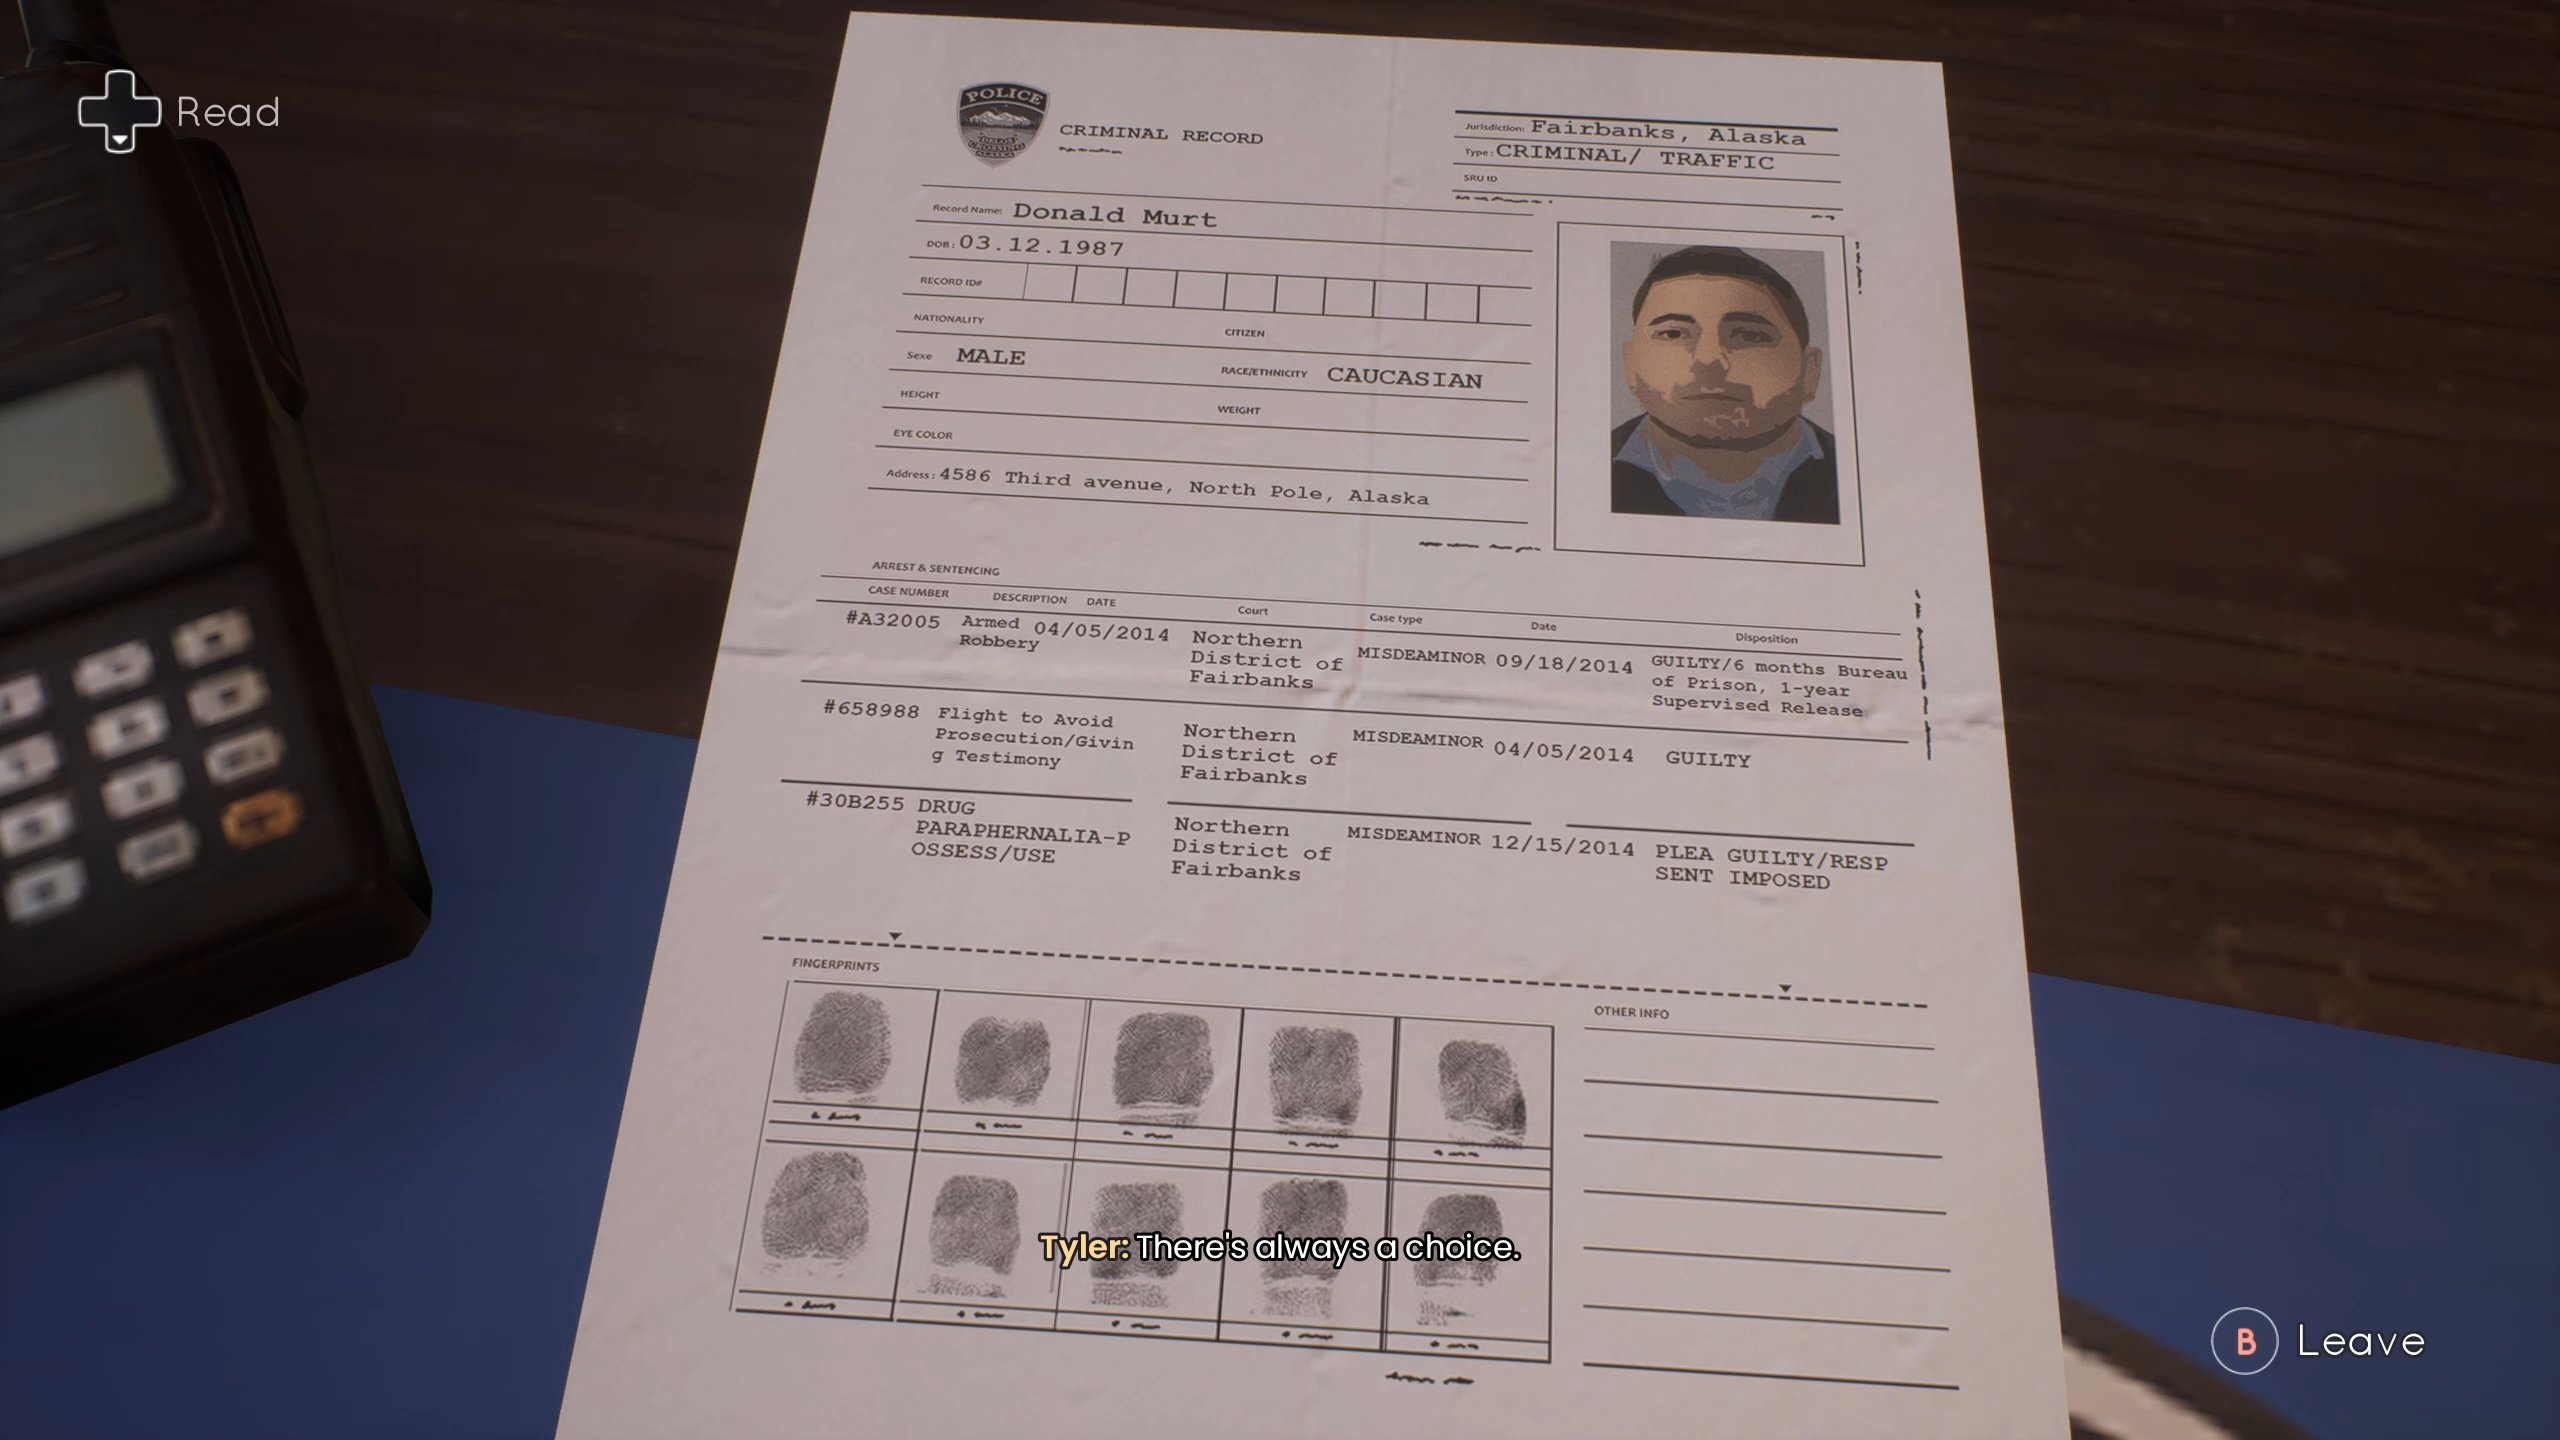 Read
POLICE
DELOS
CROSSING
ALASKA
CRIMINAL RECORD
Jurisdiction: Fairbanks, Alaska
Type: CRIMINAL/ TRAFFIC
SRU ID
Record Name: Donald Murt
DOB: 03.12.1987
RECORD ID#
NATIONALITY CITIZEN
Sexe MALE RACE/ETHNICITY CAUCASIAN
HEIGHT WEIGHT
EYE COLOR
Address: 4586 Third avenue, North Pole, Alaska
ARREST & SENTENCING
CASE NUMBER DESCRIPTION DATE Court Case type Date Disposition
#A32005 Armed 04/05/2014 Northern MISDEAMINOR 09/18/2014 GUILTY/6 months Bureau
Robbery District of of Prison, 1-year
Fairbanks Supervised Release
#658988 Flight to Avoid Northern MISDEAMINOR 04/05/2014 GUILTY
Prosecution/Givin District of
g Testimony Fairbanks
#30B255 DRUG Northern MISDEAMINOR 12/15/2014 PLEA GUILTY/RESP
PARAPHERNALIA-P District of SENT IMPOSED
OSSESS/USE Fairbanks
FINGERPRINTS
OTHER INFO
Tyler: There's always a choice.
B Leave